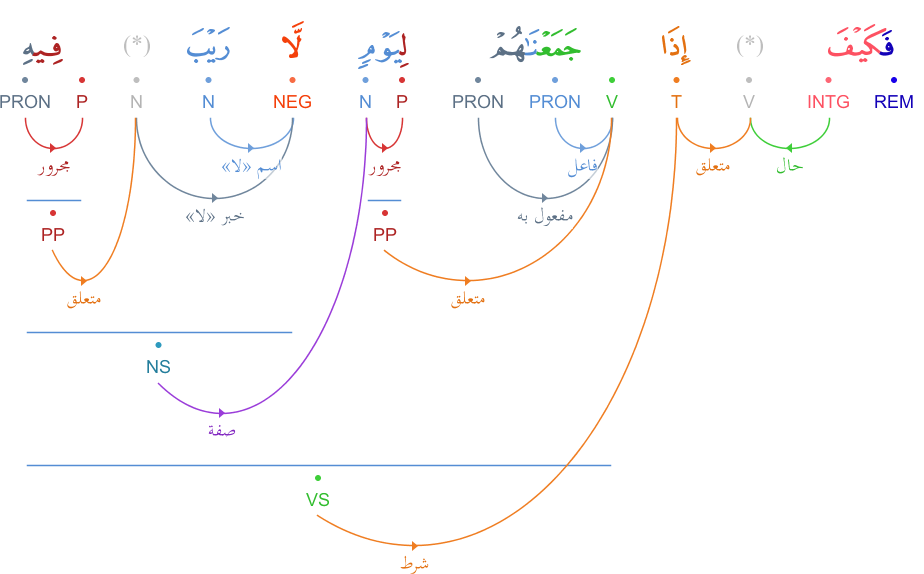 فَكَيْفَ (*) إِذَا جَمَعْنَٰهُمْ لِيَوْمٍ لَّا رَيْبَ (*) فِيهِ
REM INTG V T V PRON PRON P N NEG N N P PRON
حال متعلق فاعل مجرور اسم «لا» مجرور
مفعول به خبر «لا»
PP PP
متعلق متعلق
NS
صفة
VS
شرط